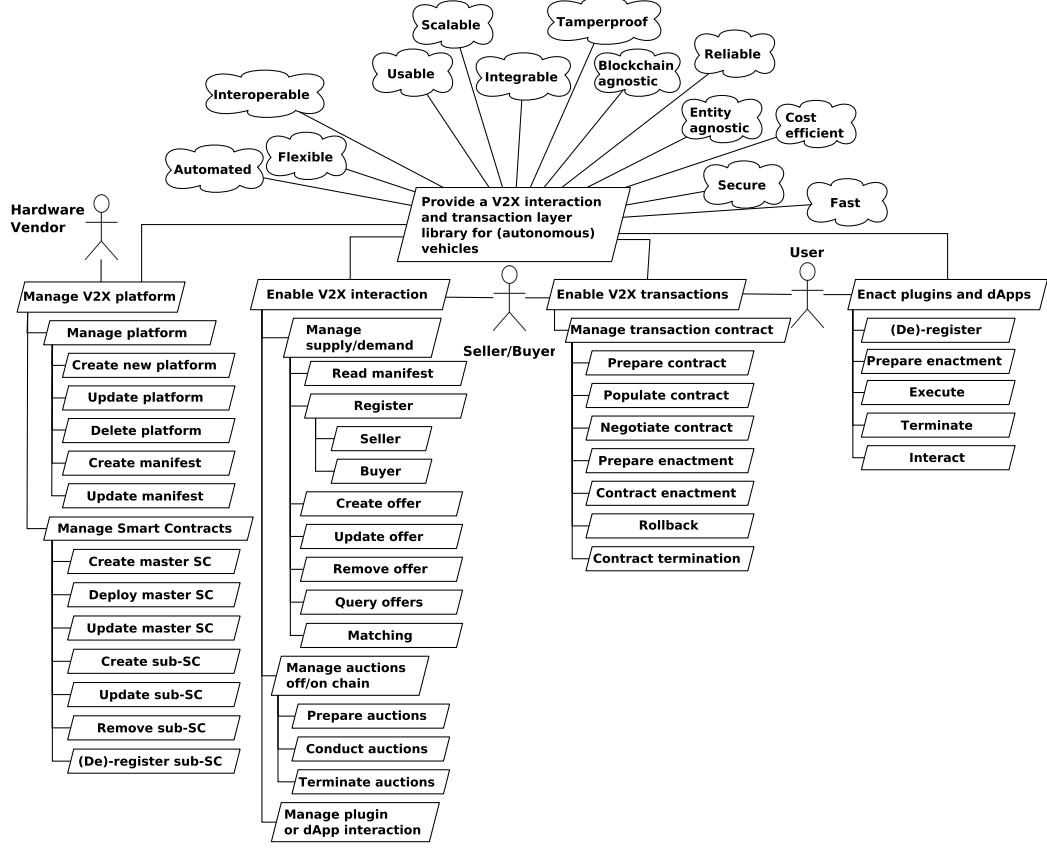 Scalable
Tamperproof
Usable
Integrable
Blockchain
agnostic
Reliable
Interoperable
Entity
agnostic
Cost
efficient
Automated
Flexible
Secure
Fast
Provide a V2X interaction
and transaction layer
library for (autonomous)
vehicles
Hardware
Vendor
Seller/Buyer
User
Manage V2X platform
Manage platform
Create new platform
Update platform
Delete platform
Create manifest
Update manifest
Manage Smart Contracts
Create master SC
Deploy master SC
Update master SC
Create sub-SC
Update sub-SC
Remove sub-SC
(De)-register sub-SC
Enable V2X interaction
Manage
supply/demand
Read manifest
Register
Seller
Buyer
Create offer
Update offer
Remove offer
Query offers
Matching
Manage auctions
off/on chain
Prepare auctions
Conduct auctions
Terminate auctions
Manage plugin
or dApp interaction
Enable V2X transactions
Manage transaction contract
Prepare contract
Populate contract
Negotiate contract
Prepare enactment
Contract enactment
Rollback
Contract termination
Enact plugins and dApps
(De)-register
Prepare enactment
Execute
Terminate
Interact